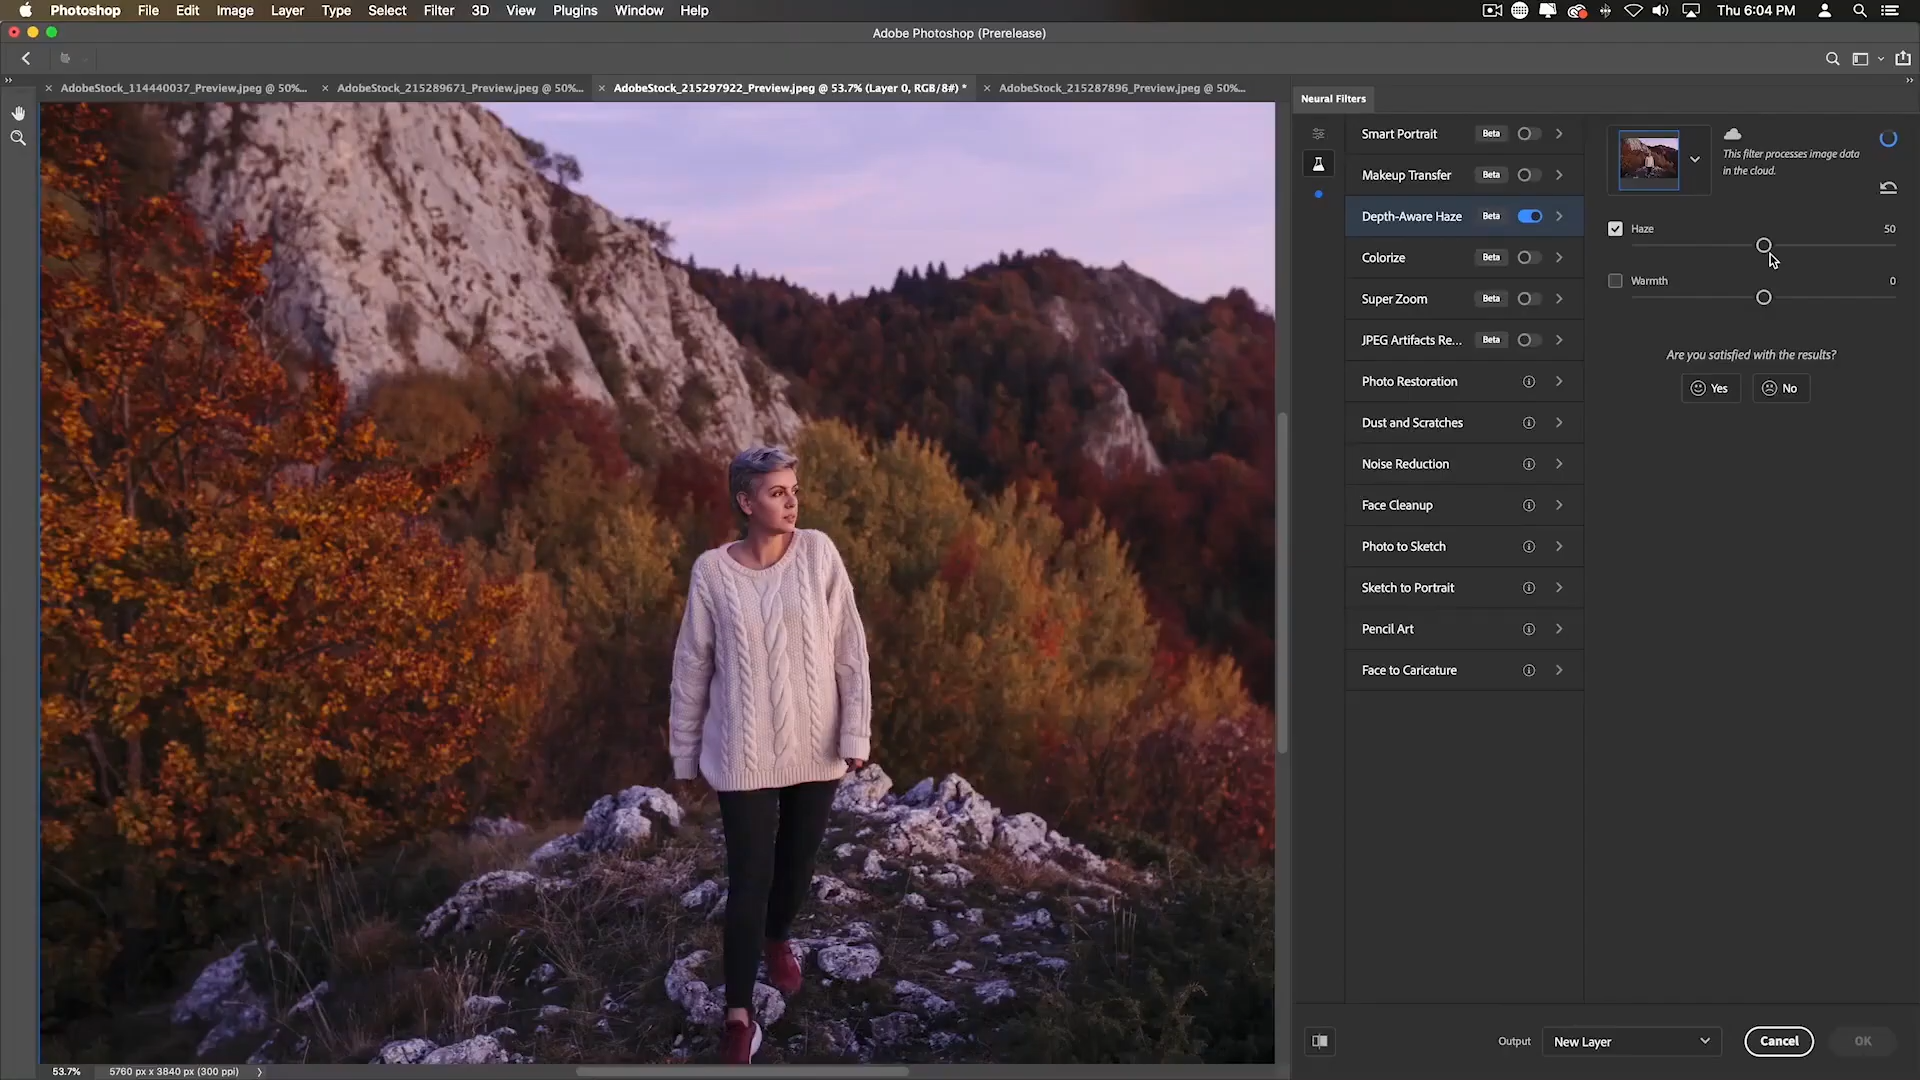 Photoshop File Edit Image Layer Type Select Filter 3D View Plugins Window Help Thu 6:04 PM
Adobe Photoshop (Prerelease)
AdobeStock_114440037_Preview.jpeg @ 50%... AdobeStock_215289671_Preview.jpeg @ 50%... AdobeStock_215297922_Preview.jpeg @ 53.7% (Layer 0, RGB/8#) * AdobeStock_215287896_Preview.jpeg @ 50%...
Neural Filters
Smart Portrait Beta
Makeup Transfer Beta
Depth-Aware Haze Beta
Colorize Beta
Super Zoom Beta
JPEG Artifacts Re... Beta
Photo Restoration
Dust and Scratches
Noise Reduction
Face Cleanup
Photo to Sketch
Sketch to Portrait
Pencil Art
Face to Caricature
This filter processes image data
in the cloud.
Haze 50
Warmth 0
Are you satisfied with the results?
Yes No
Output New Layer Cancel OK
53.7% 5760 px x 3840 px (300 ppi)